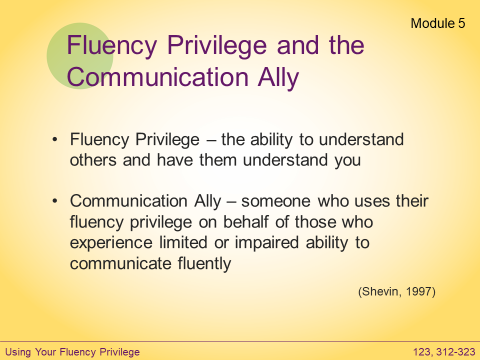 Module 5
Fluency Privilege and the
Communication Ally
• Fluency Privilege – the ability to understand
others and have them understand you
• Communication Ally – someone who uses their
fluency privilege on behalf of those who
experience limited or impaired ability to
communicate fluently
(Shevin, 1997)
Using Your Fluency Privilege
123, 312-323